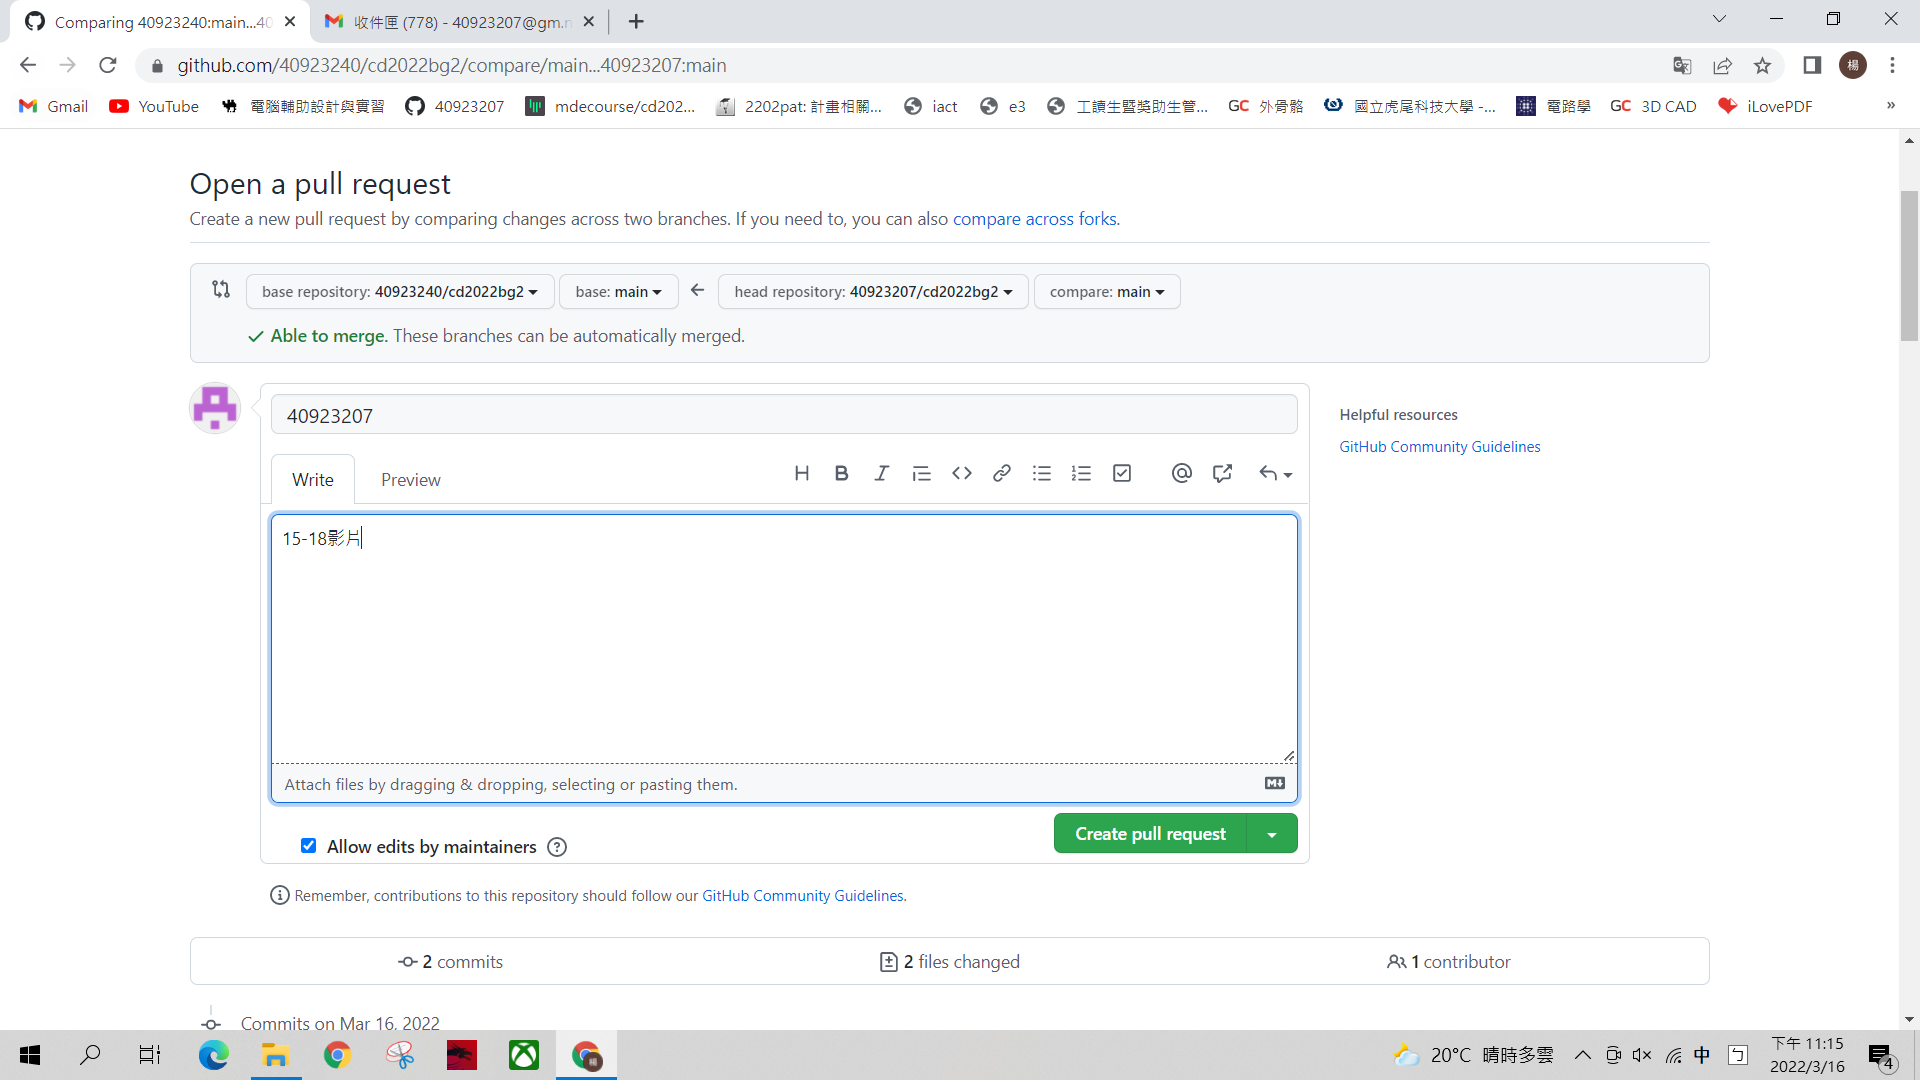 Comparing 40923240:main...40
收件匣 (778) - 40923207@gm.n
github.com/40923240/cd2022bg2/compare/main...40923207:main
楊
Gmail
YouTube
電腦輔助設計與實習
40923207
mdecourse/cd202...
2202pat: 計畫相關...
iact
e3
工讀生暨獎助生管...
GC 外骨骼
國立虎尾科技大學 -...
電路學
GC 3D CAD
iLovePDF
»
Open a pull request
Create a new pull request by comparing changes across two branches. If you need to, you can also compare across forks.
base repository: 40923240/cd2022bg2
base: main
head repository: 40923207/cd2022bg2
compare: main
Able to merge. These branches can be automatically merged.
40923207
Helpful resources
GitHub Community Guidelines
Write
Preview
15-18影片
Attach files by dragging & dropping, selecting or pasting them.
Allow edits by maintainers
Create pull request
Remember, contributions to this repository should follow our GitHub Community Guidelines.
2 commits
2 files changed
1 contributor
Commits on Mar 16, 2022
20°C 晴時多雲
中
ㄅ
下午 11:15
2022/3/16
4